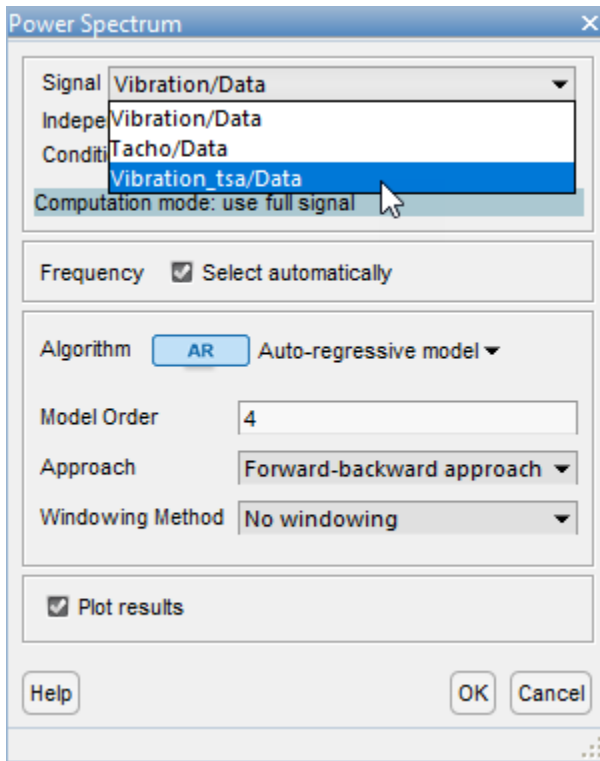 Power Spectrum
Signal Vibration/Data
Indepe Vibration/Data
Conditi Tacho/Data
Vibration_tsa/Data
Computation mode: use full signal
Frequency Select automatically
Algorithm AR Auto-regressive model
Model Order 4
Approach Forward-backward approach
Windowing Method No windowing
Plot results
Help OK Cancel